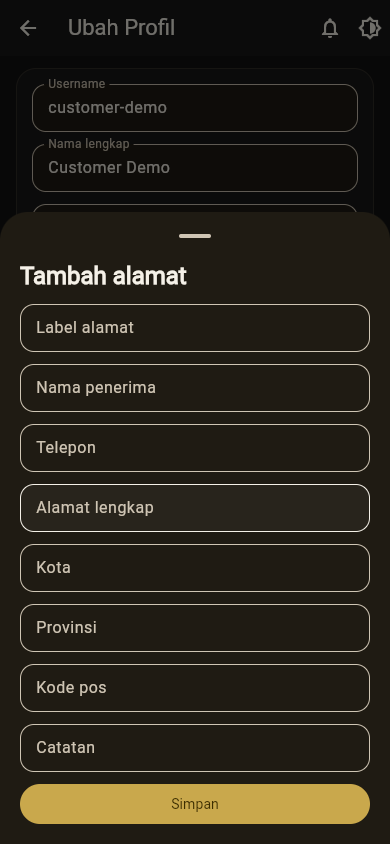 Ubah Profil
Username
customer-demo
Nama lengkap
Customer Demo
Tambah alamat
Label alamat
Nama penerima
Telepon
Alamat lengkap
Kota
Provinsi
Kode pos
Catatan
Simpan